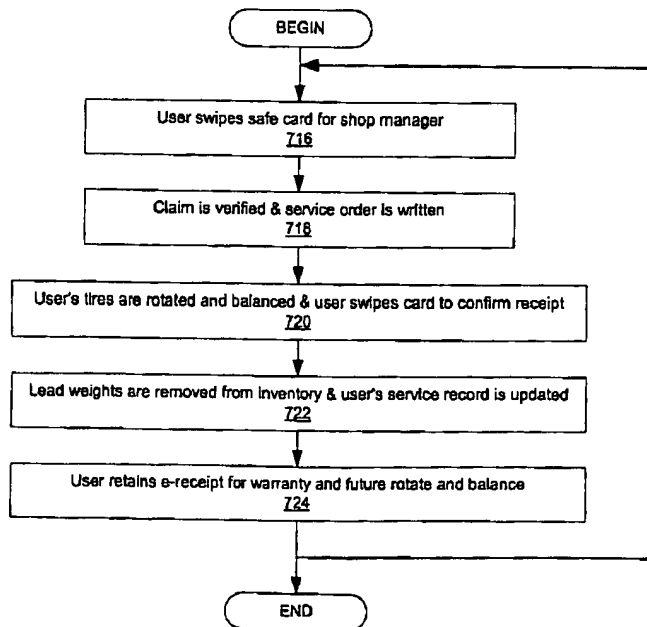 BEGIN
User swipes safe card for shop manager
716
Claim is verified & service order is written
718
User's tires are rotated and balanced & user swipes card to confirm receipt
720
Lead weights are removed from inventory & user's service record is updated
722
User retains e-receipt for warranty and future rotate and balance
724
END